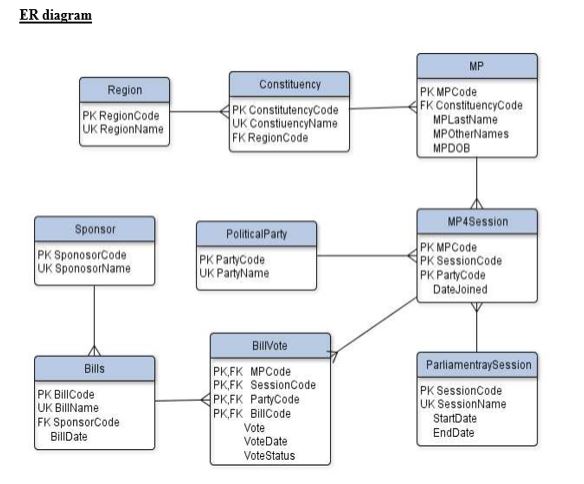 ER diagram
Region
PK RegionCode
UK RegionName
Constituency
PK ConstitutencyCode
UK ConstiuencyName
FK RegionCode
MP
PK MPCode
FK ConstituencyCode
MPLastName
MPOtherNames
MPDOB
Sponsor
PK SponosorCode
UK SponosorName
PoliticalParty
PK PartyCode
UK PartyName
MP4Session
PK MPCode
PK SessionCode
PK PartyCode
DateJoined
Bills
PK BillCode
UK BillName
FK SponsorCode
BillDate
BillVote
PK,FK MPCode
PK,FK SessionCode
PK,FK PartyCode
PK,FK BillCode
Vote
VoteDate
VoteStatus
ParliamentraySession
PK SessionCode
UK SessionName
StartDate
EndDate